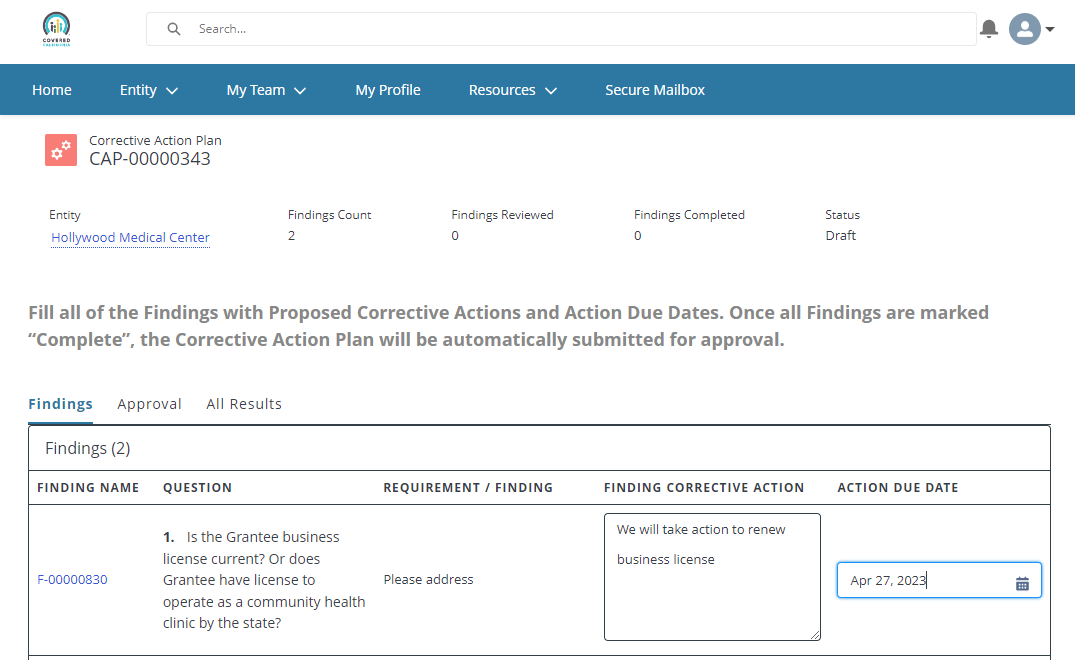 COVERED
CALIFORNIA
Search...
Home Entity My Team My Profile Resources Secure Mailbox
Corrective Action Plan
CAP-00000343
Entity Findings Count Findings Reviewed Findings Completed Status
Hollywood Medical Center 2 0 0 Draft
Fill all of the Findings with Proposed Corrective Actions and Action Due Dates. Once all Findings are marked
“Complete”, the Corrective Action Plan will be automatically submitted for approval.
Findings Approval All Results
Findings (2)
FINDING NAME QUESTION REQUIREMENT / FINDING FINDING CORRECTIVE ACTION ACTION DUE DATE
F-00000830
1. Is the Grantee business
license current? Or does
Grantee have license to
operate as a community health
clinic by the state?
Please address
We will take action to renew
business license
Apr 27, 2023